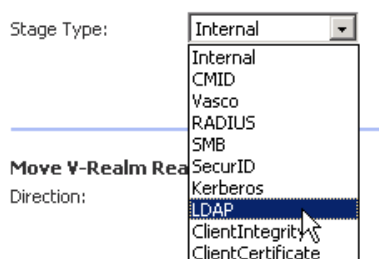 Stage Type: Internal
Internal
CMID
Vasco
RADIUS
SMB
Move V-Realm Rea SecurID
Kerberos
Direction:
LDAP
ClientIntegrity
ClientCertificate